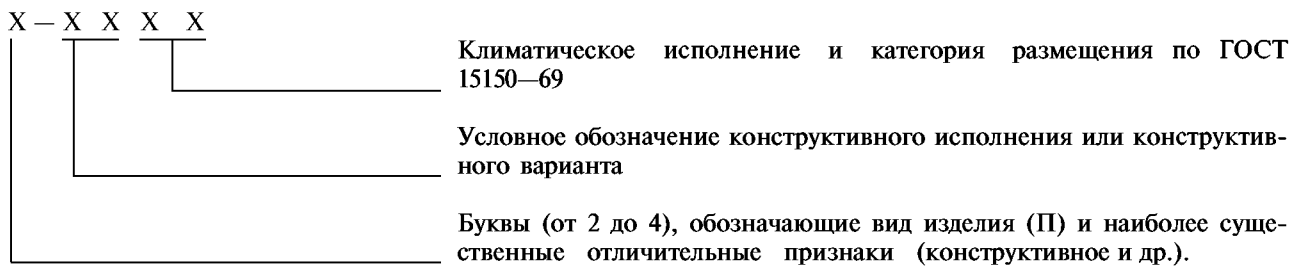 X — X X X X
Климатическое исполнение и категория размещения по ГОСТ
15150—69
Условное обозначение конструктивного исполнения или конструктив-
ного варианта
Буквы (от 2 до 4), обозначающие вид изделия (П) и наиболее суще-
ственные отличительные признаки (конструктивное и др.).